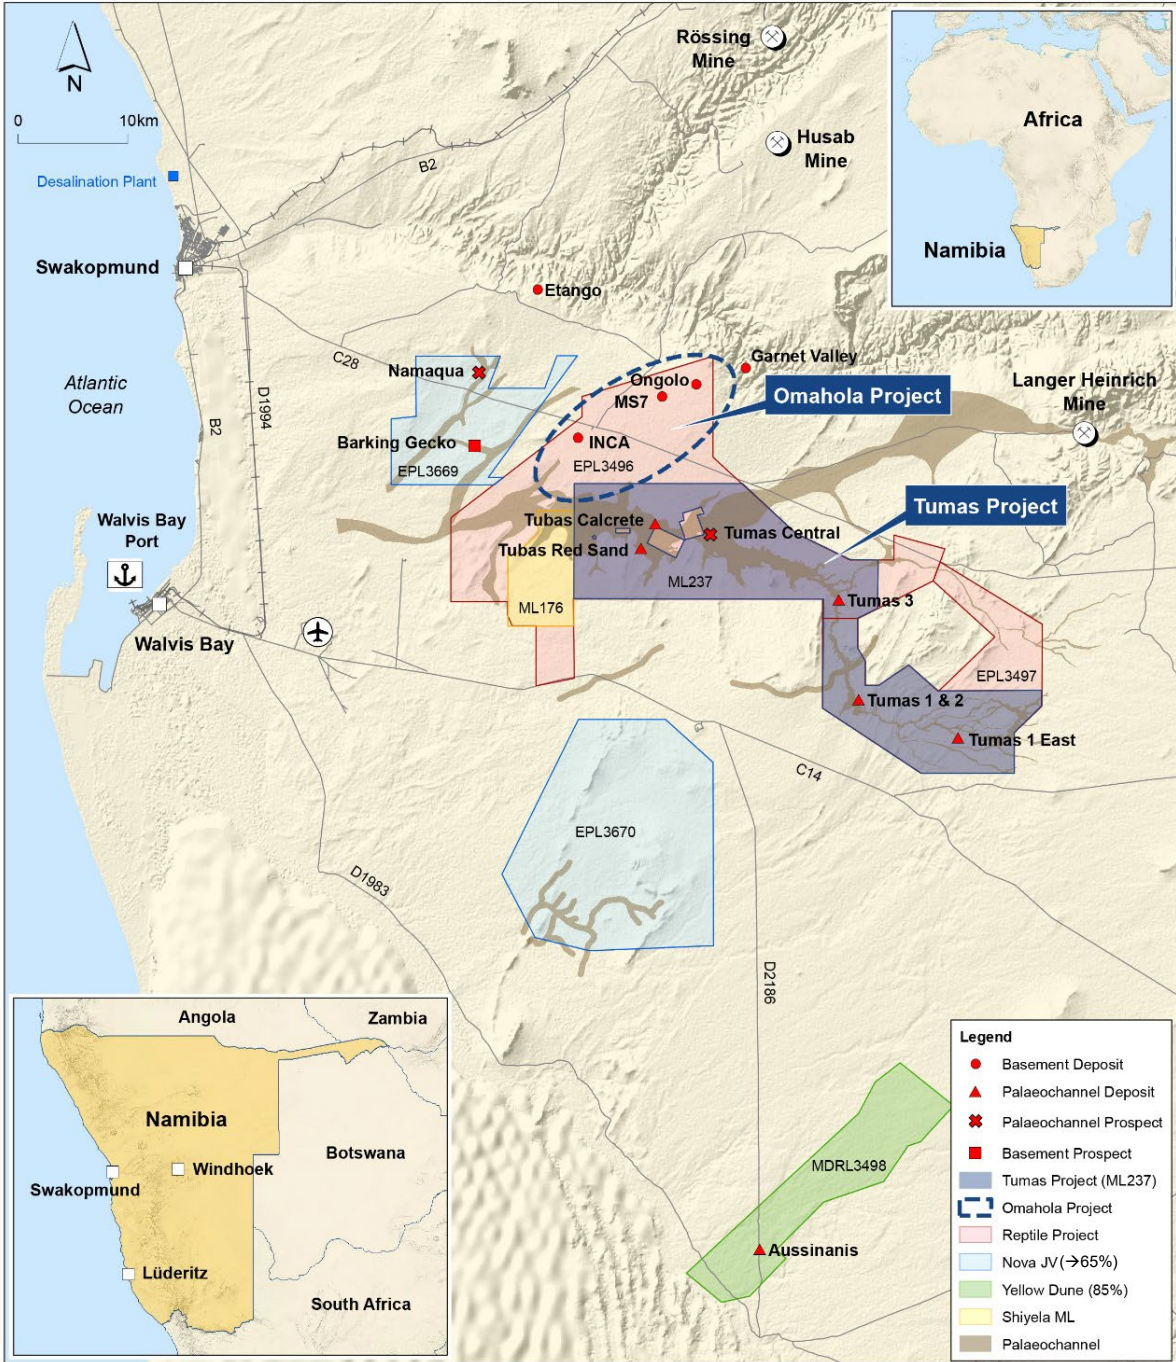 N
0 10km
Desalination Plant
Swakopmund
Atlantic
Ocean
B2
D1994
B2
C28
Rössing
Mine
Husab
Mine
Africa
Namibia
Etango
Namaqua
Barking Gecko
EPL3669
Ongolo
MS7
INCA
EPL3496
Garnet Valley
Omahola Project
Langer Heinrich
Mine
Tumas Project
Walvis Bay
Port
Walvis Bay
Tubas Calcrete
Tubas Red Sand
Tumas Central
ML237
ML176
Tumas 3
EPL3497
Tumas 1 & 2
Tumas 1 East
C14
EPL3670
D1983
D2186
MDRL3498
Aussinanis
Angola
Zambia
Namibia
Botswana
Windhoek
Swakopmund
Lüderitz
South Africa
Legend
Basement Deposit
Palaeochannel Deposit
Palaeochannel Prospect
Basement Prospect
Tumas Project (ML237)
Omahola Project
Reptile Project
Nova JV (→65%)
Yellow Dune (85%)
Shiyela ML
Palaeochannel